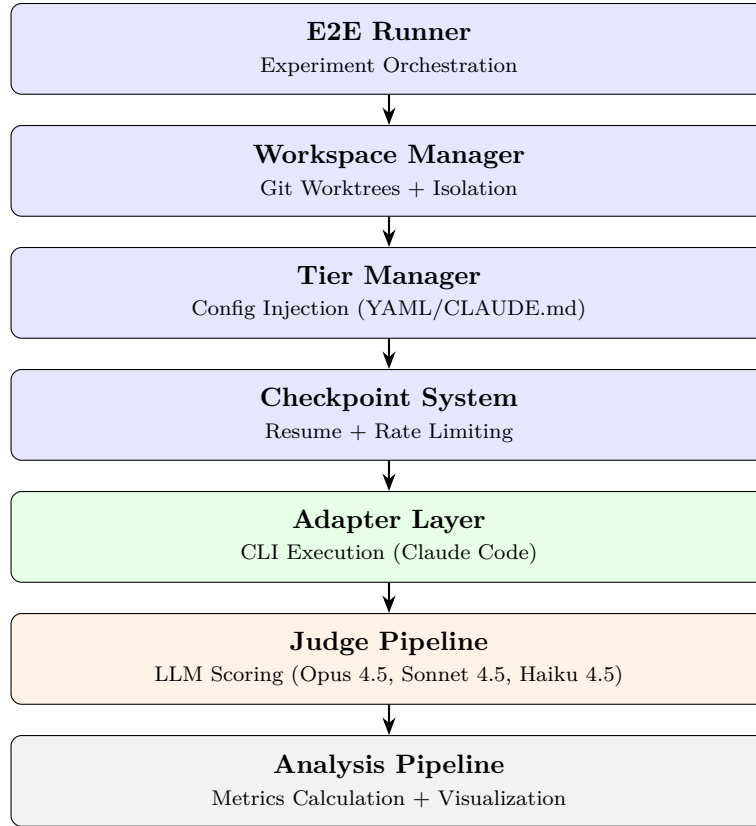 E2E Runner
Experiment Orchestration
Workspace Manager
Git Worktrees + Isolation
Tier Manager
Config Injection (YAML/CLAUDE.md)
Checkpoint System
Resume + Rate Limiting
Adapter Layer
CLI Execution (Claude Code)
Judge Pipeline
LLM Scoring (Opus 4.5, Sonnet 4.5, Haiku 4.5)
Analysis Pipeline
Metrics Calculation + Visualization